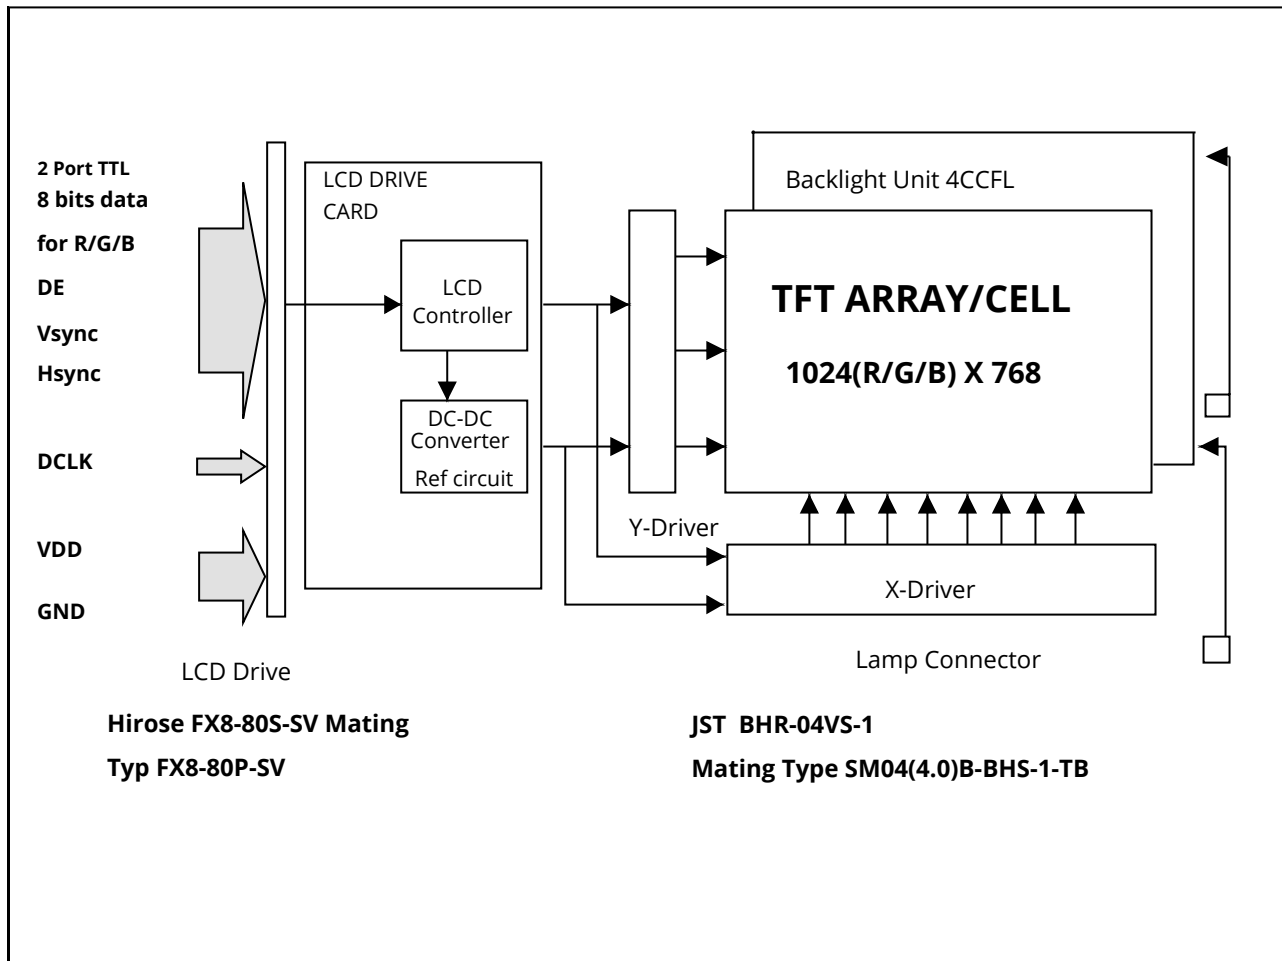 2 Port TTL
8 bits data
for R/G/B
DE
Vsync
Hsync
DCLK
VDD
GND
LCD DRIVE
CARD
LCD
Controller
DC-DC
Converter
Ref circuit
Backlight Unit 4CCFL
TFT ARRAY/CELL
1024(R/G/B) X 768
Y-Driver
X-Driver
LCD Drive
Lamp Connector
Hirose FX8-80S-SV Mating
Typ FX8-80P-SV
JST  BHR-04VS-1
Mating Type SM04(4.0)B-BHS-1-TB